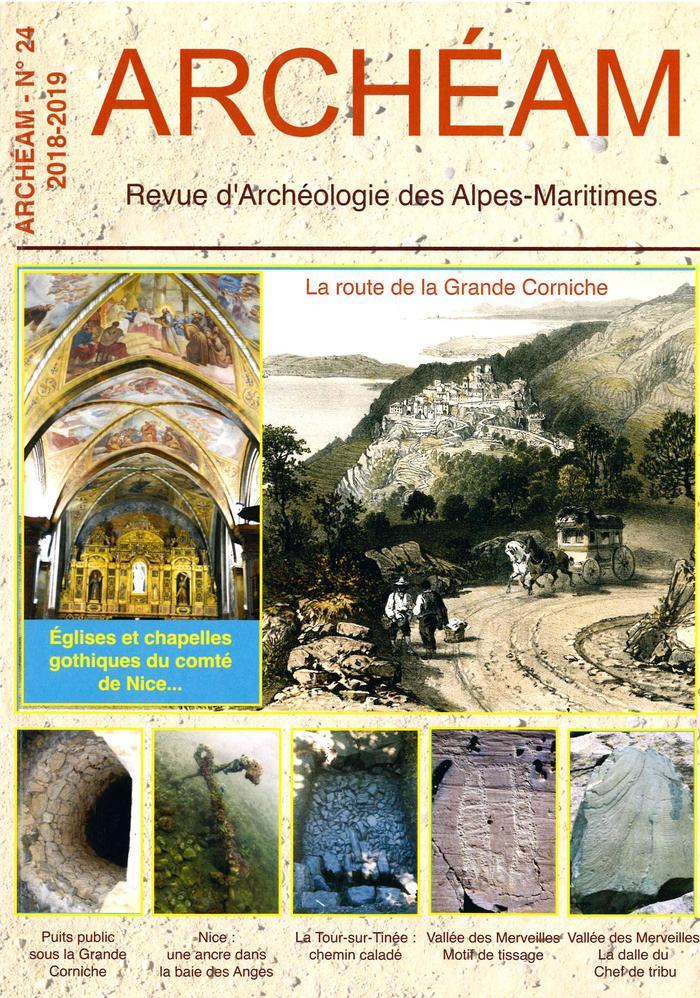 ARCHÉAM - N° 24
2018-2019
ARCHÉAM
Revue d'Archéologie des Alpes-Maritimes
La route de la Grande Corniche
Églises et chapelles
gothiques du comté
de Nice...
Puits public
sous la Grande
Corniche
Nice :
une ancre dans
la baie des Anges
La Tour-sur-Tinée :
chemin caladé
Vallée des Merveilles
Motif de tissage
Vallée des Merveilles
La dalle du
Chef de tribu